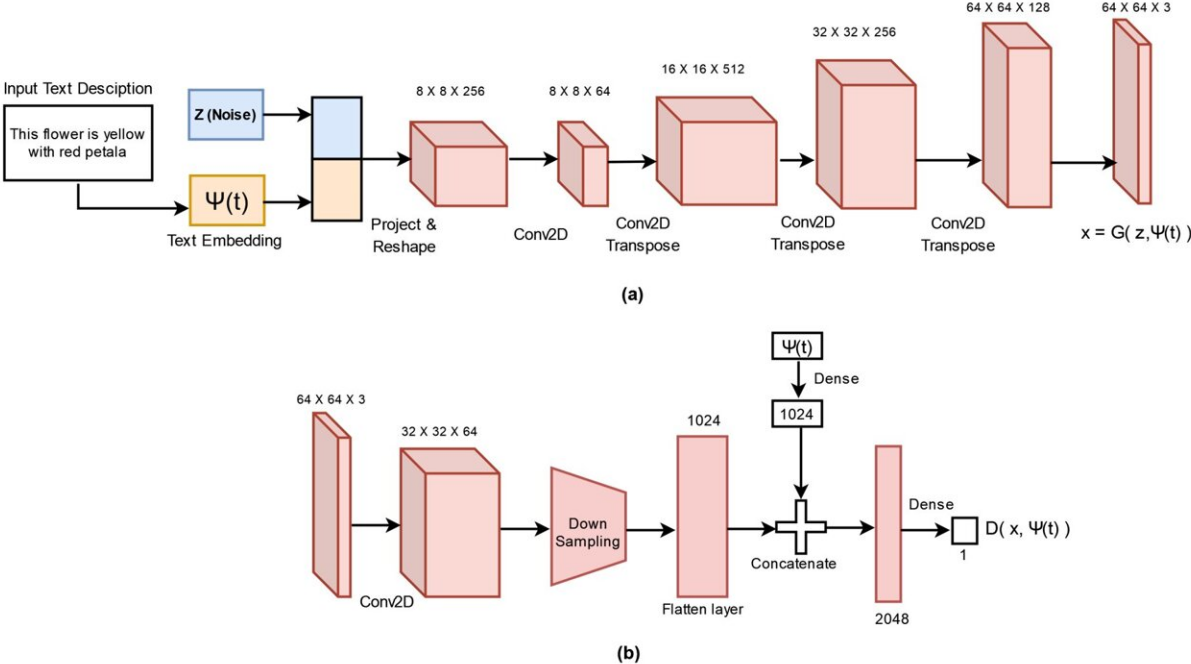 64 X 64 X 128
64 X 64 X 3
32 X 32 X 256
16 X 16 X 512
Input Text Desciption
8 X 8 X 256
8 X 8 X 64
Z (Noise)
This flower is yellow
with red petala
Ψ(t)
Text Embedding
Project &
Reshape
Conv2D
Conv2D
Transpose
Conv2D
Transpose
Conv2D
Transpose
x = G( z,Ψ(t) )
(a)
Ψ(t)
Dense
64 X 64 X 3
1024
1024
32 X 32 X 64
Down
Sampling
Dense
D( x, Ψ(t) )
1
Concatenate
Conv2D
Flatten layer
2048
(b)